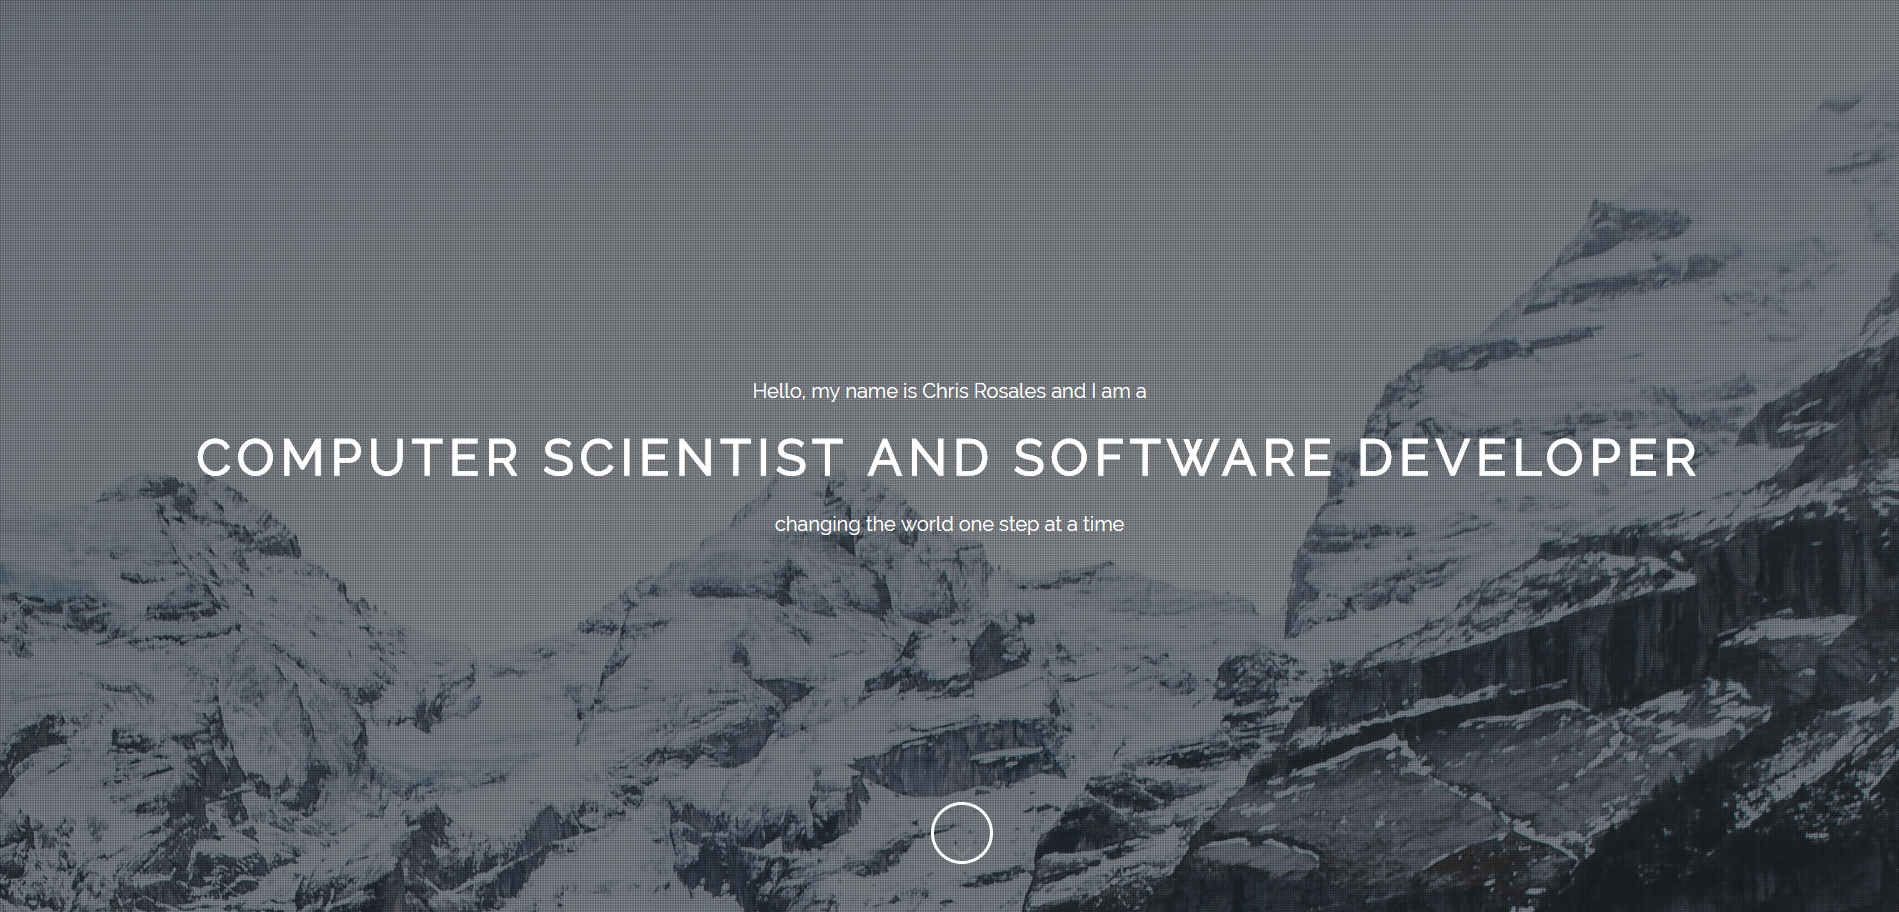 Hello, my name is Chris Rosales and I am a
COMPUTER SCIENTIST AND SOFTWARE DEVELOPER
changing the world one step at a time